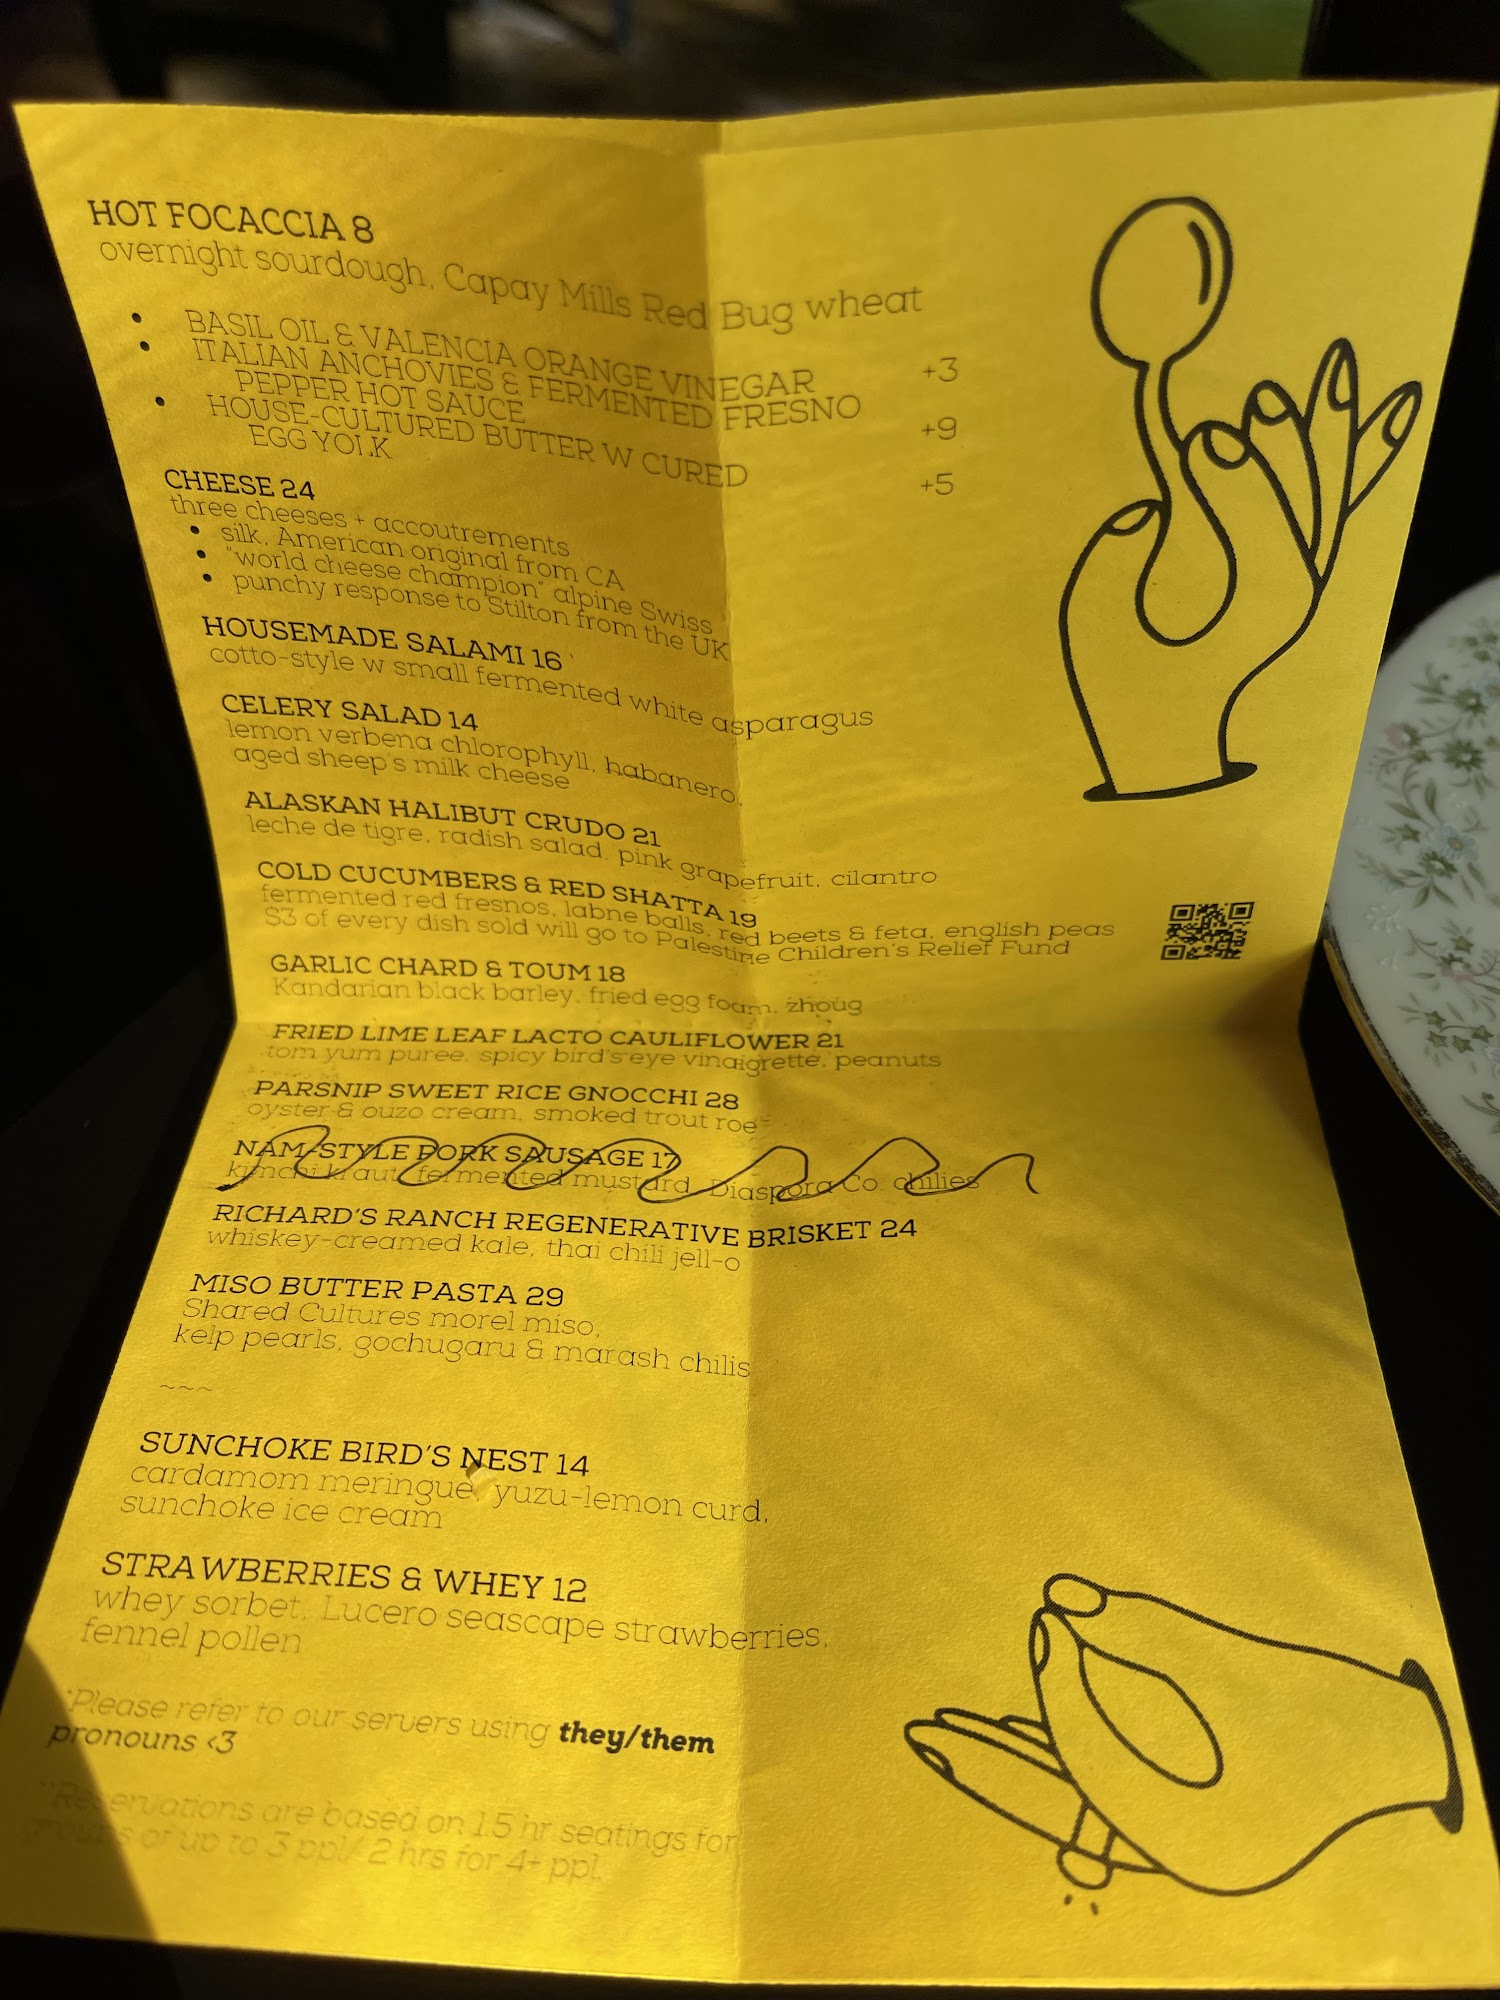 HOT FOCACCIA 8
overnight sourdough, Capay Mills Red Bug wheat
• BASIL OIL & VALENCIA ORANGE VINEGAR +3
• ITALIAN ANCHOVIES & FERMENTED FRESNO
PEPPER HOT SAUCE +9
• HOUSE-CULTURED BUTTER W CURED
EGG YOLK +5
CHEESE 24
three cheeses + accoutrements
• silk, American original from CA
• "world cheese champion" alpine Swiss
• punchy response to Stilton from the UK
HOUSEMADE SALAMI 16
cotto-style w small fermented white asparagus
CELERY SALAD 14
lemon verbena chlorophyll, habanero,
aged sheep's milk cheese
ALASKAN HALIBUT CRUDO 21
leche de tigre, radish salad, pink grapefruit, cilantro
COLD CUCUMBERS & RED SHATTA 19
fermented red fresnos, labne balls, red beets & feta, english peas
$3 of every dish sold will go to Palestine Children's Relief Fund
GARLIC CHARD & TOUM 18
Kandarian black barley, fried egg foam, zhoug
FRIED LIME LEAF LACTO CAULIFLOWER 21
tom yum puree, spicy bird's eye vinaigrette, peanuts
PARSNIP SWEET RICE GNOCCHI 28
oyster & ouzo cream, smoked trout roe
NAM-STYLE PORK SAUSAGE 17
kimchi kraut, fermented mustard, Diaspora Co. chilies
RICHARD'S RANCH REGENERATIVE BRISKET 24
whiskey-creamed kale, thai chili jell-o
MISO BUTTER PASTA 29
Shared Cultures morel miso,
kelp pearls, gochugaru & marash chilis
~~~
SUNCHOKE BIRD'S NEST 14
cardamom meringue, yuzu-lemon curd,
sunchoke ice cream
STRAWBERRIES & WHEY 12
whey sorbet, Lucero seascape strawberries,
fennel pollen
*Please refer to our servers using they/them
pronouns <3
**Reservations are based on 1.5 hr seatings for
groups of up to 3 ppl/ 2 hrs for 4+ ppl.